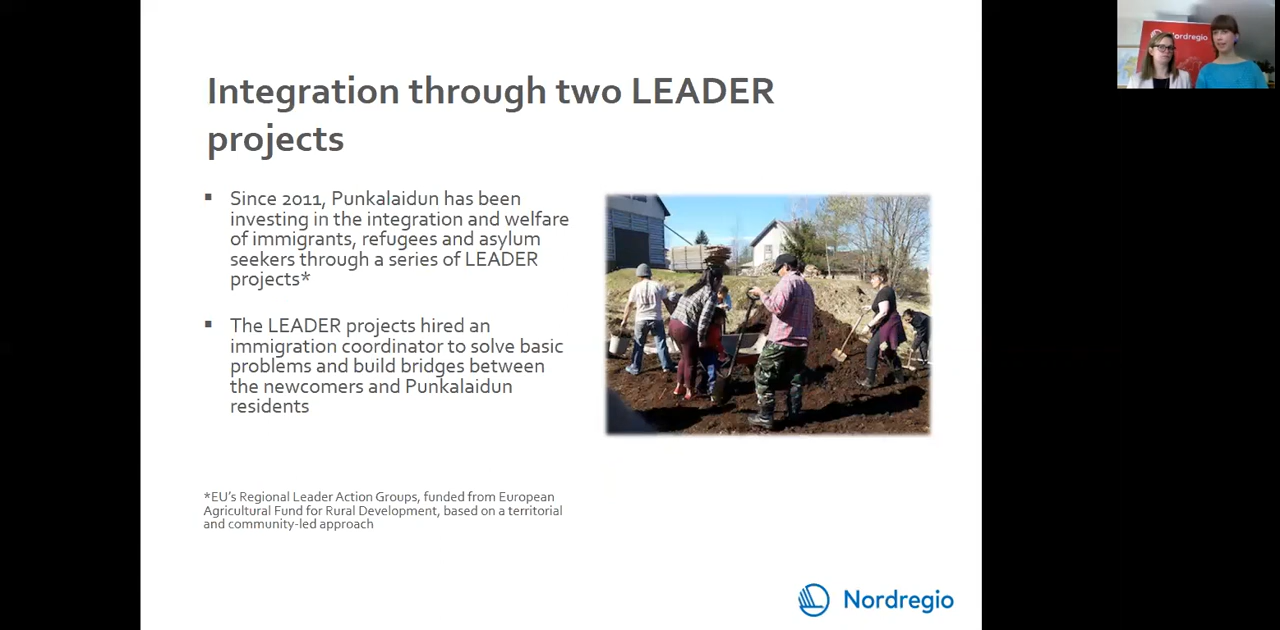 Integration through two LEADER
projects
Since 2011, Punkalaidun has been
investing in the integration and welfare
of immigrants, refugees and asylum
seekers through a series of LEADER
projects*
The LEADER projects hired an
immigration coordinator to solve basic
problems and build bridges between
the newcomers and Punkalaidun
residents
*EU's Regional Leader Action Groups, funded from European
Agricultural Fund for Rural Development, based on a territorial
and community-led approach
Nordregio
Nordregio